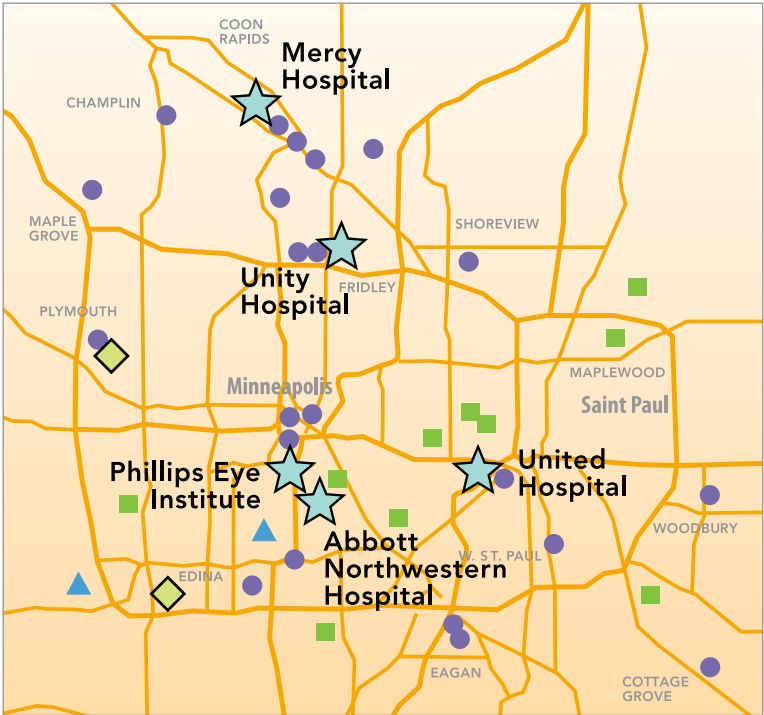 COON
RAPIDS
Mercy
Hospital
CHAMPLIN
MAPLE
GROVE
SHOREVIEW
Unity
Hospital
FRIDLEY
PLYMOUTH
MAPLEWOOD
Minneapolis
Saint Paul
Phillips Eye
Institute
United
Hospital
WOODBURY
Abbott
Northwestern
Hospital
W. ST. PAUL
EDINA
EAGAN
COTTAGE
GROVE